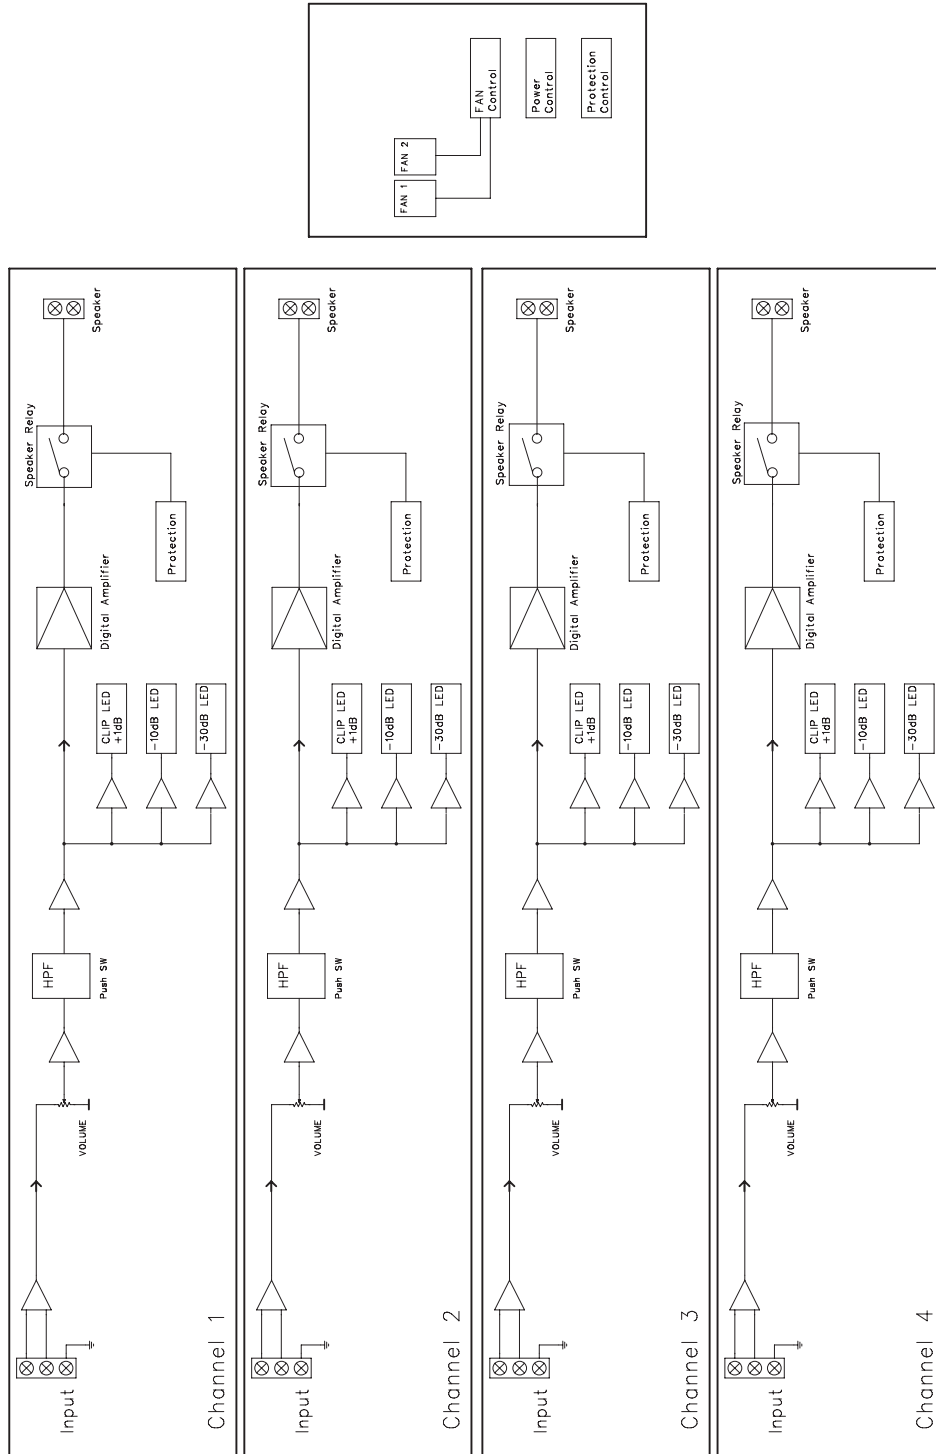 FAN 1
FAN 2
FAN
Control
Power
Control
Protection
Control
Channel 1
Input
VOLUME
HPF
Push SW
CLIP LED
+1dB
-10dB LED
-30dB LED
Digital Amplifier
Protection
Speaker Relay
Speaker
Channel 2
Input
VOLUME
HPF
Push SW
CLIP LED
+1dB
-10dB LED
-30dB LED
Digital Amplifier
Protection
Speaker Relay
Speaker
Channel 3
Input
VOLUME
HPF
Push SW
CLIP LED
+1dB
-10dB LED
-30dB LED
Digital Amplifier
Protection
Speaker Relay
Speaker
Channel 4
Input
VOLUME
HPF
Push SW
CLIP LED
+1dB
-10dB LED
-30dB LED
Digital Amplifier
Protection
Speaker Relay
Speaker